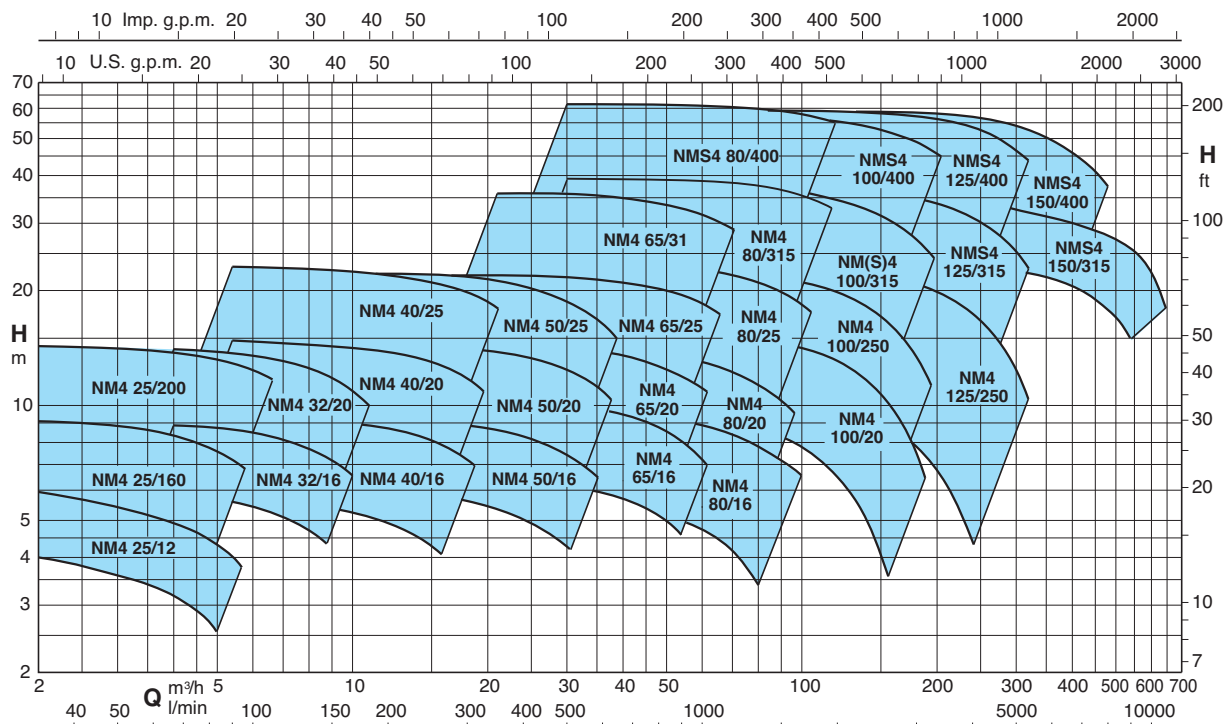 10 Imp. g.p.m. 20 30 40 50 100 200 300 400 500 1000 2000
10 U.S. g.p.m. 20 30 40 50 100 200 300 400 500 1000 2000 3000
70
60
50
40
30
20
H
m
10
5
4
3
2
200
H
ft
100
50
40
30
20
10
7
NMS4 80/400
NMS4
100/400
NMS4
125/400
NMS4
150/400
NM4 65/31
NM4
80/315
NM(S)4
100/315
NMS4
125/315
NMS4
150/315
NM4 40/25
NM4 50/25
NM4 65/25
NM4
80/25
NM4
100/250
NM4
125/250
NM4 25/200
NM4 32/20
NM4 40/20
NM4 50/20
NM4
65/20
NM4
80/20
NM4
100/20
NM4 25/160
NM4 32/16
NM4 40/16
NM4 50/16
NM4
65/16
NM4
80/16
NM4 25/12
2 Q m³/h 5 10 20 30 40 50 100 200 300 400 500 600 700
40 50 l/min 100 150 200 300 400 500 1000 5000 10000